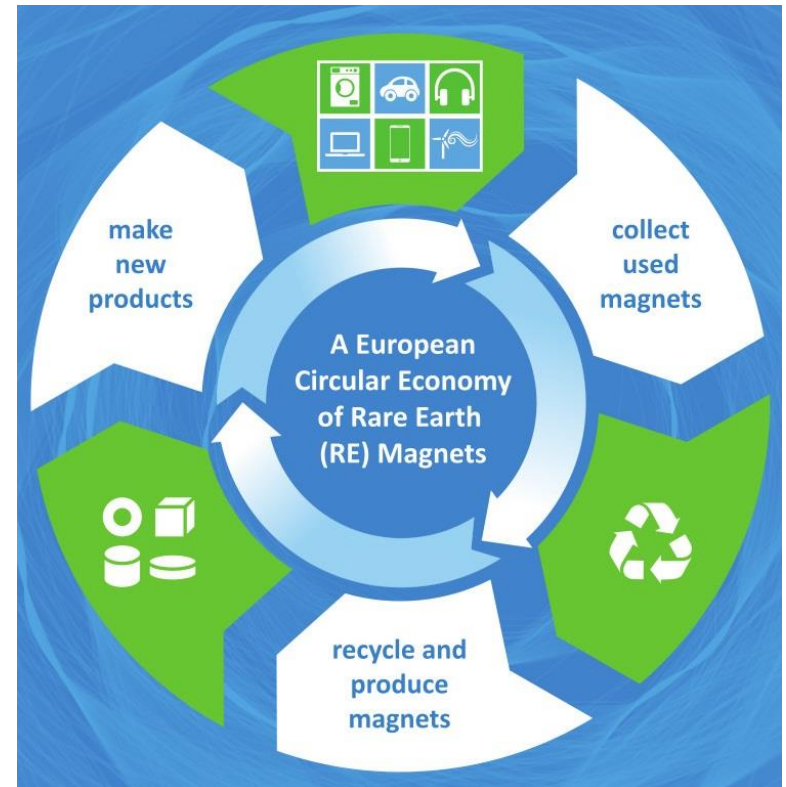 make
new
products
collect
used
magnets
A European
Circular Economy
of Rare Earth
(RE) Magnets
recycle and
produce
magnets